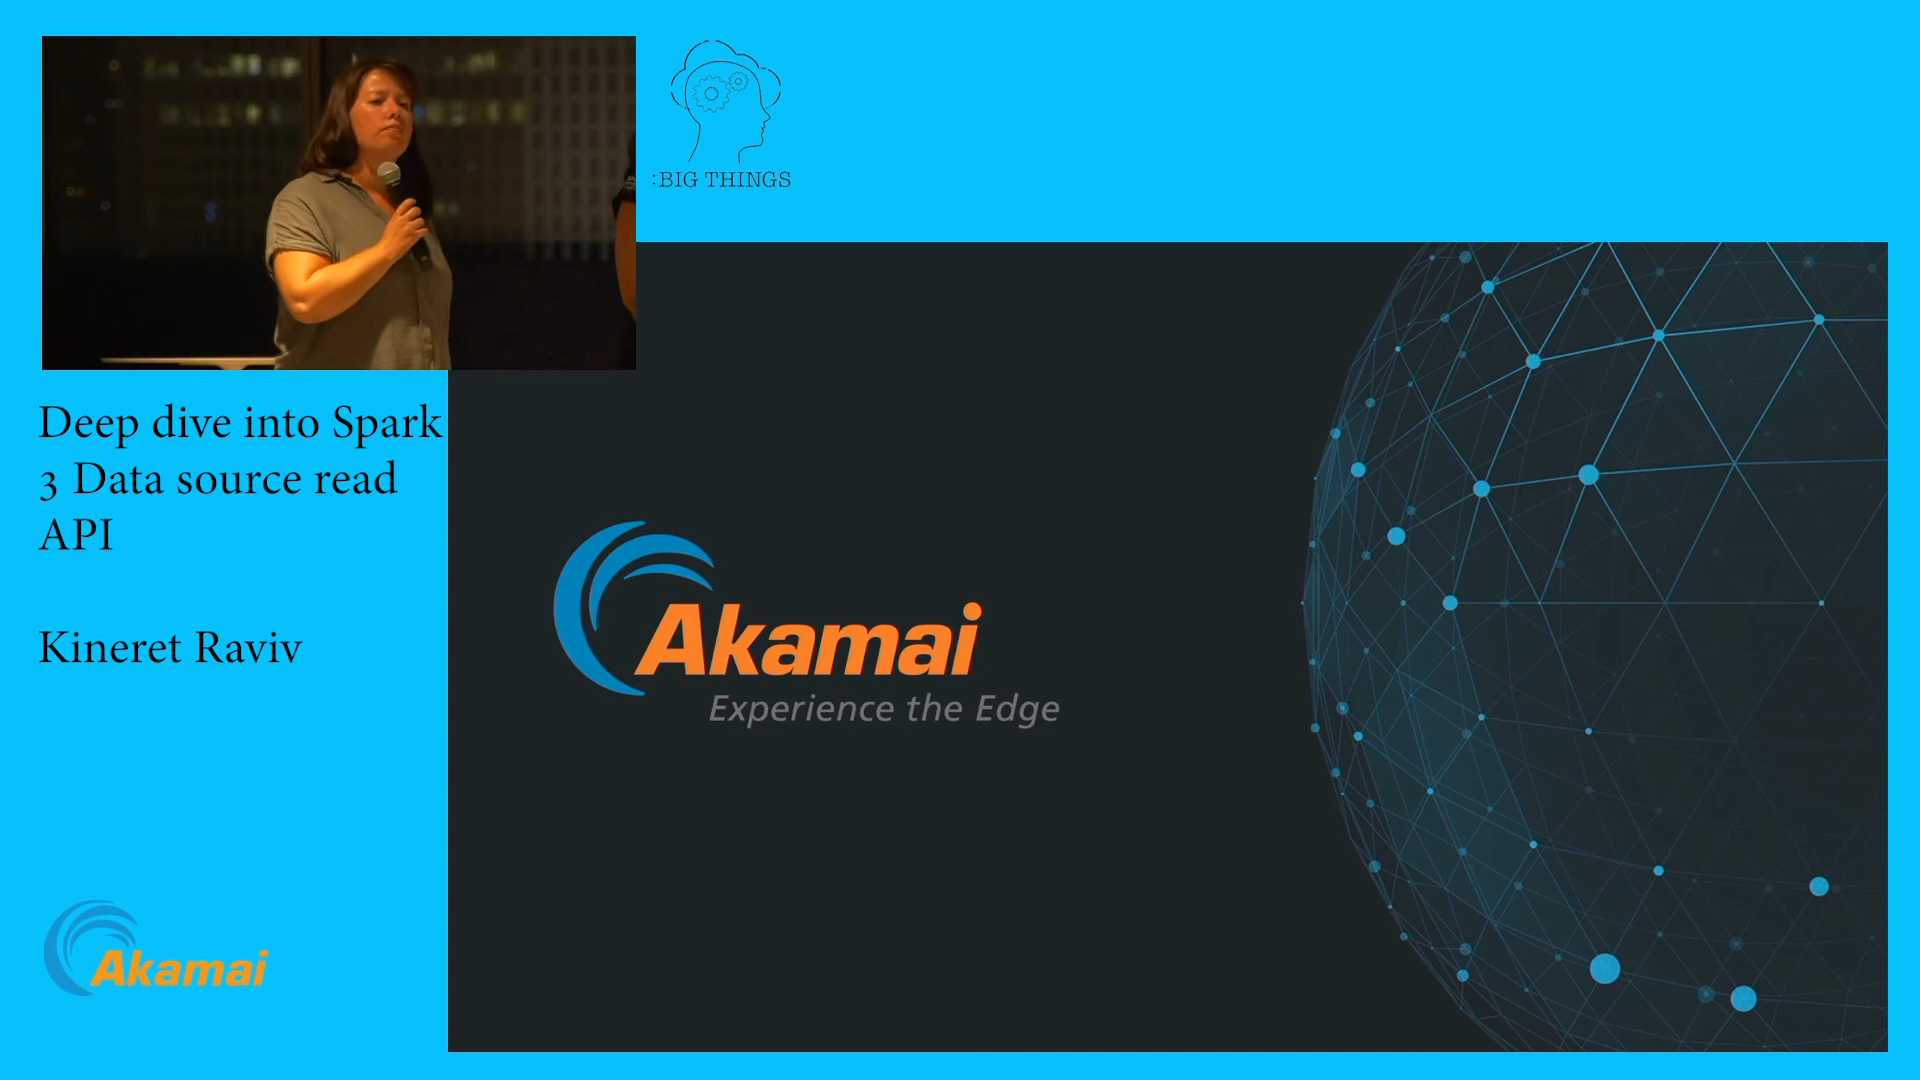 :BIG THINGS
Deep dive into Spark
3 Data source read
API
Kineret Raviv
Akamai
Experience the Edge
Akamai